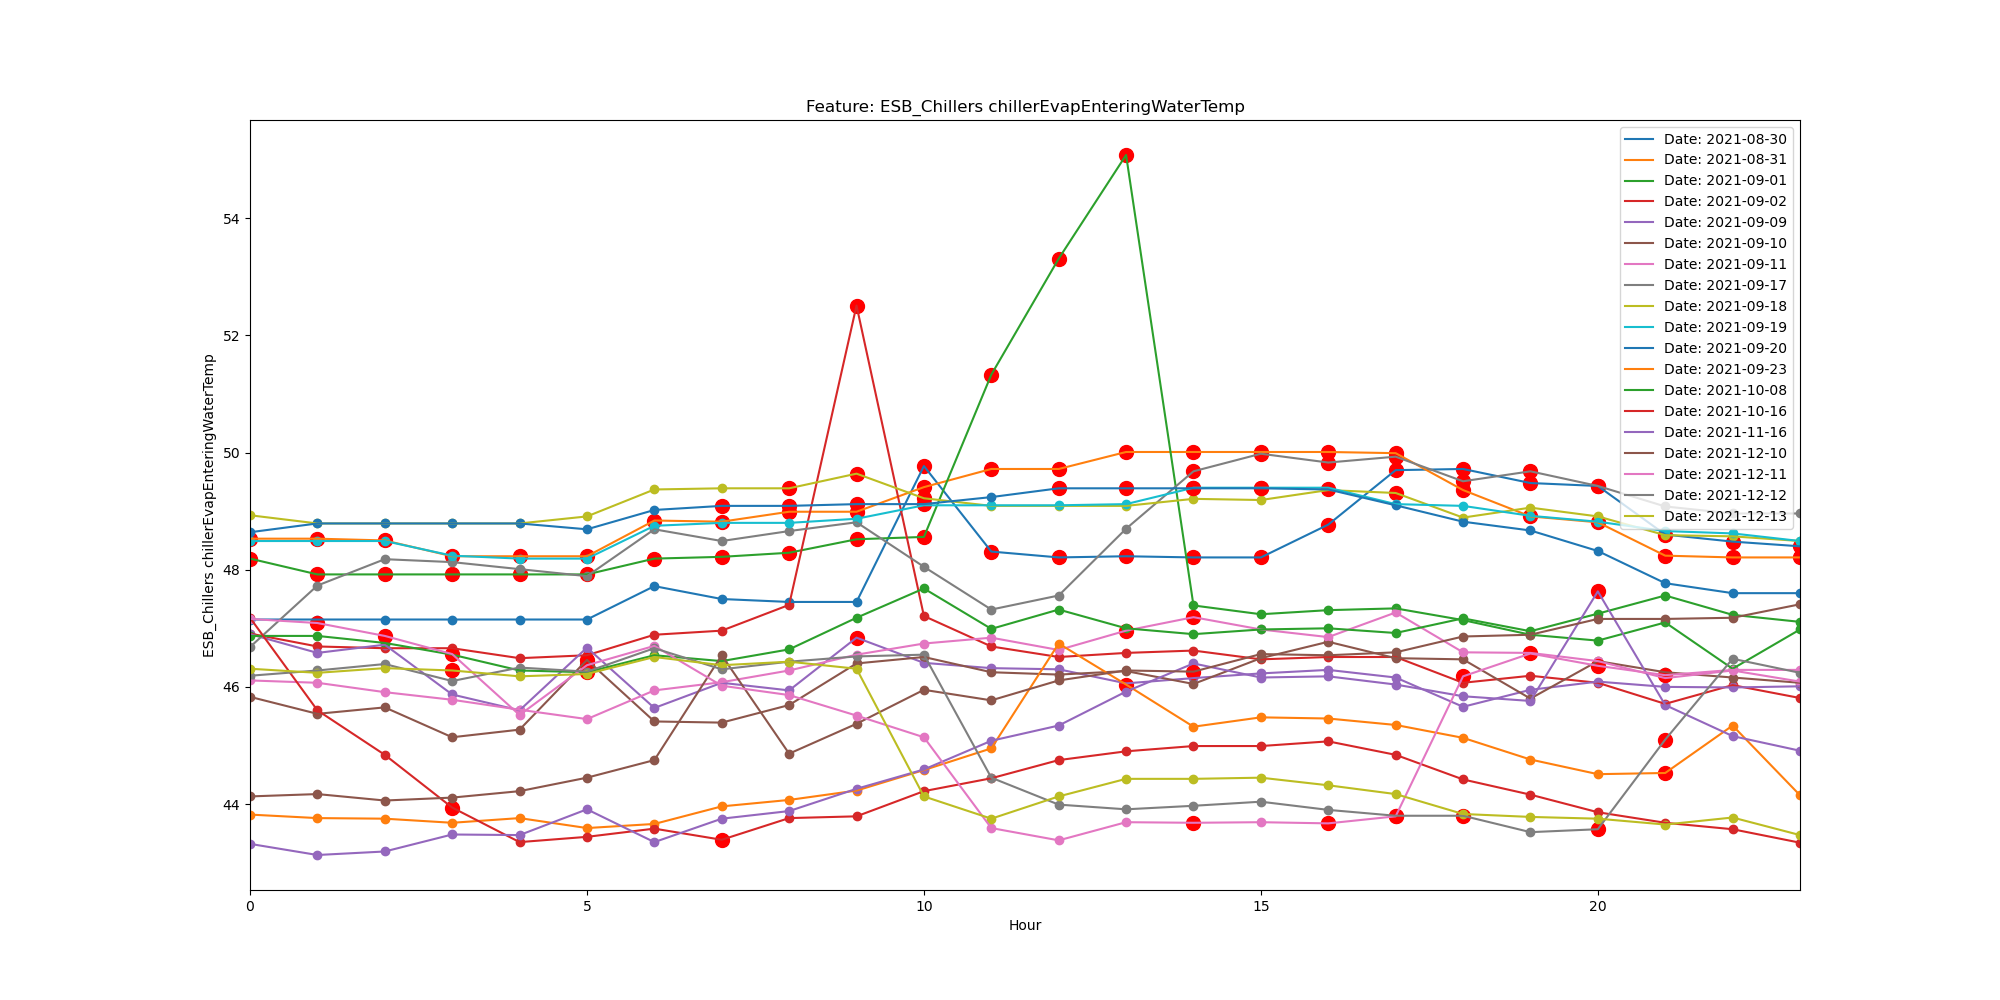 Feature: ESB_Chillers chillerEvapEnteringWaterTemp
ESB_Chillers chillerEvapEnteringWaterTemp
54
52
50
48
46
44
Date: 2021-08-30
Date: 2021-08-31
Date: 2021-09-01
Date: 2021-09-02
Date: 2021-09-09
Date: 2021-09-10
Date: 2021-09-11
Date: 2021-09-17
Date: 2021-09-18
Date: 2021-09-19
Date: 2021-09-20
Date: 2021-09-23
Date: 2021-10-08
Date: 2021-10-16
Date: 2021-11-16
Date: 2021-12-10
Date: 2021-12-11
Date: 2021-12-12
Date: 2021-12-13
0 5 10 15 20
Hour